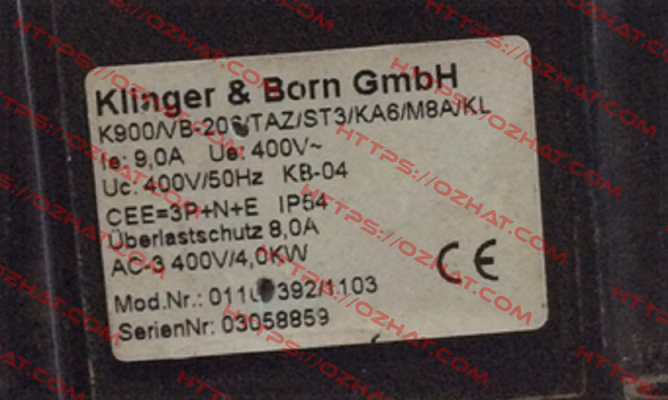 Klinger & Born GmbH
Ie: 9,0A Ue: 400V~
Uc: 400V/50Hz KB-04
CEE=3P+N+E IP54
Überlastschutz 8,0A
AC-3 400V/4,0KW
CE
Mod.Nr.:
SerienNr: 03058859
HTTPS://OZHAT.COM